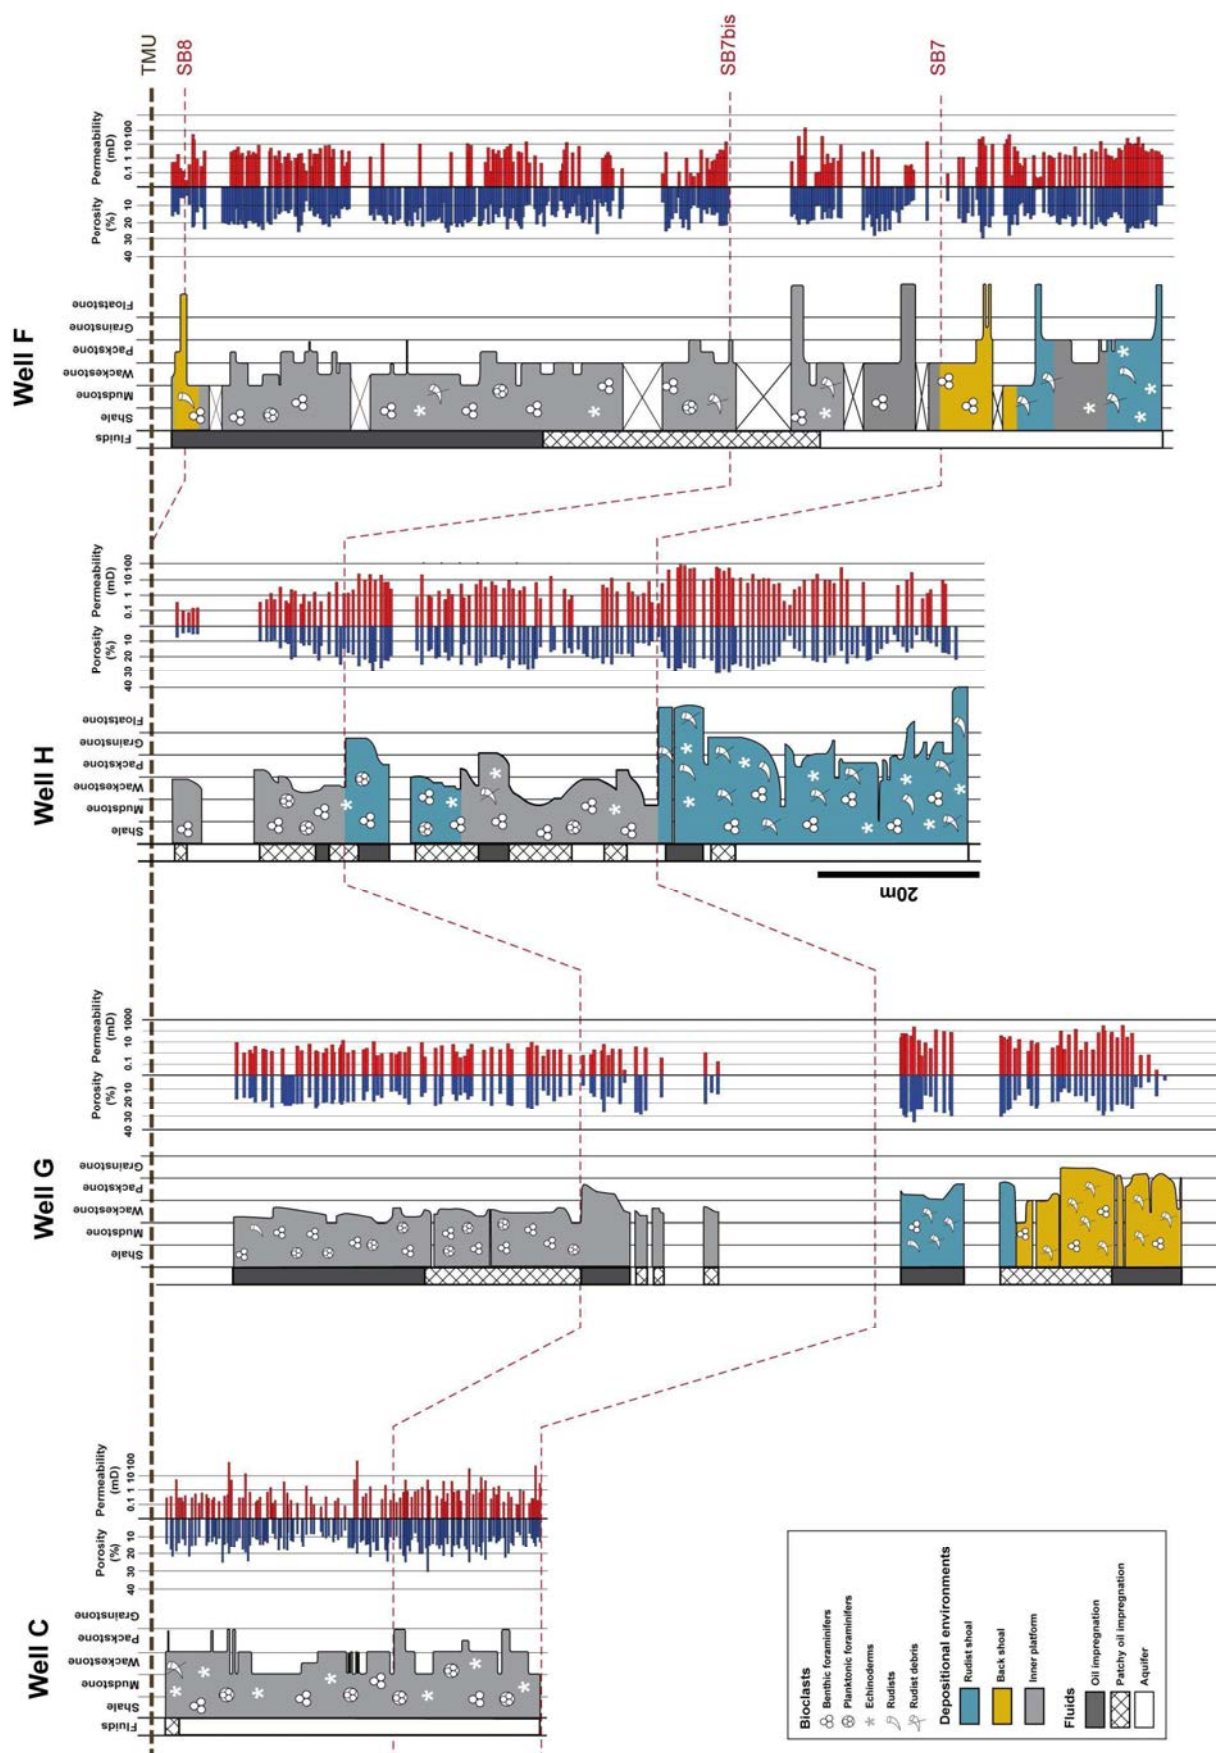 TMU
SB8
SB7bis
SB7
Well F
Fluids
Shale
Mudstone
Wackestone
Packstone
Grainstone
Floatstone
Porosity
(%)
40 30 20 10
Permeability
(mD)
0.1 1 10 100
Well H
Shale
Mudstone
Wackestone
Packstone
Grainstone
Floatstone
Porosity
(%)
40 30 20 10
Permeability
(mD)
0.1 1 10 100
20m
Well G
Shale
Mudstone
Wackestone
Packstone
Grainstone
Porosity
(%)
40 30 20 10
Permeability
(mD)
0.1 10 1000
Well C
Fluids
Shale
Mudstone
Wackestone
Packstone
Grainstone
Porosity
(%)
40 30 20 10
Permeability
(mD)
0.1 1 10 100
Bioclasts
Benthic foraminifers
Planktonic foraminifers
Echinoderms
Rudists
Rudist debris
Depositional environments
Rudist shoal
Back shoal
Inner platform
Fluids
Oil impregnation
Patchy oil impregnation
Aquifer